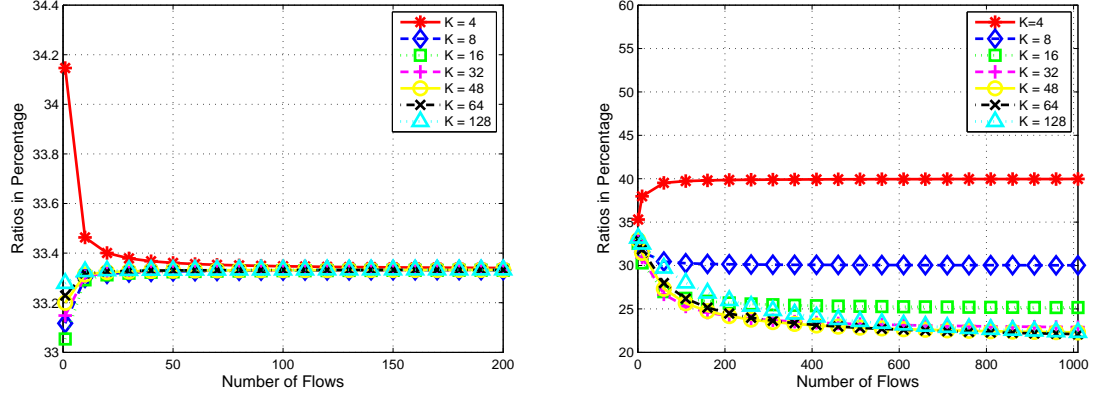 34.4
34.2
34
33.8
33.6
33.4
33.2
33
0
50
100
150
200
Ratios in Percentage
Number of Flows
K = 4
K = 8
K = 16
K = 32
K = 48
K = 64
K = 128
60
55
50
45
40
35
30
25
20
0
200
400
600
800
1000
Ratios in Percentage
Number of Flows
K=4
K = 8
K = 16
K = 32
K = 48
K = 64
K = 128